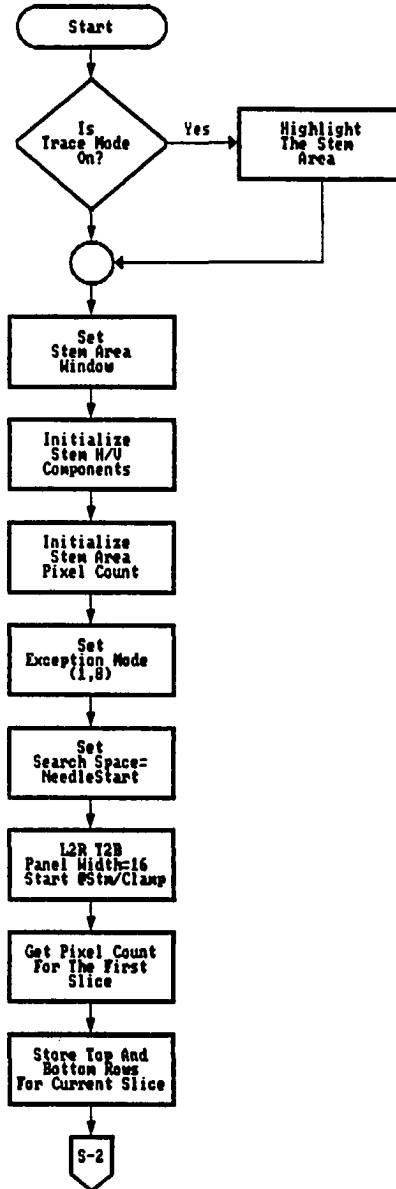 Start
Is
Trace Mode
On?
Yes
Highlight
The Stem
Area
Set
Stem Area
Window
Initialize
Stem H/V
Components
Initialize
Stem Area
Pixel Count
Set
Exception Mode
(1,8)
Set
Search Space=
NeedleStart
L2R T2B
Panel Width=16
Start @Stm/Clamp
Get Pixel Count
For The First
Slice
Store Top And
Bottom Rows
For Current Slice
S-2